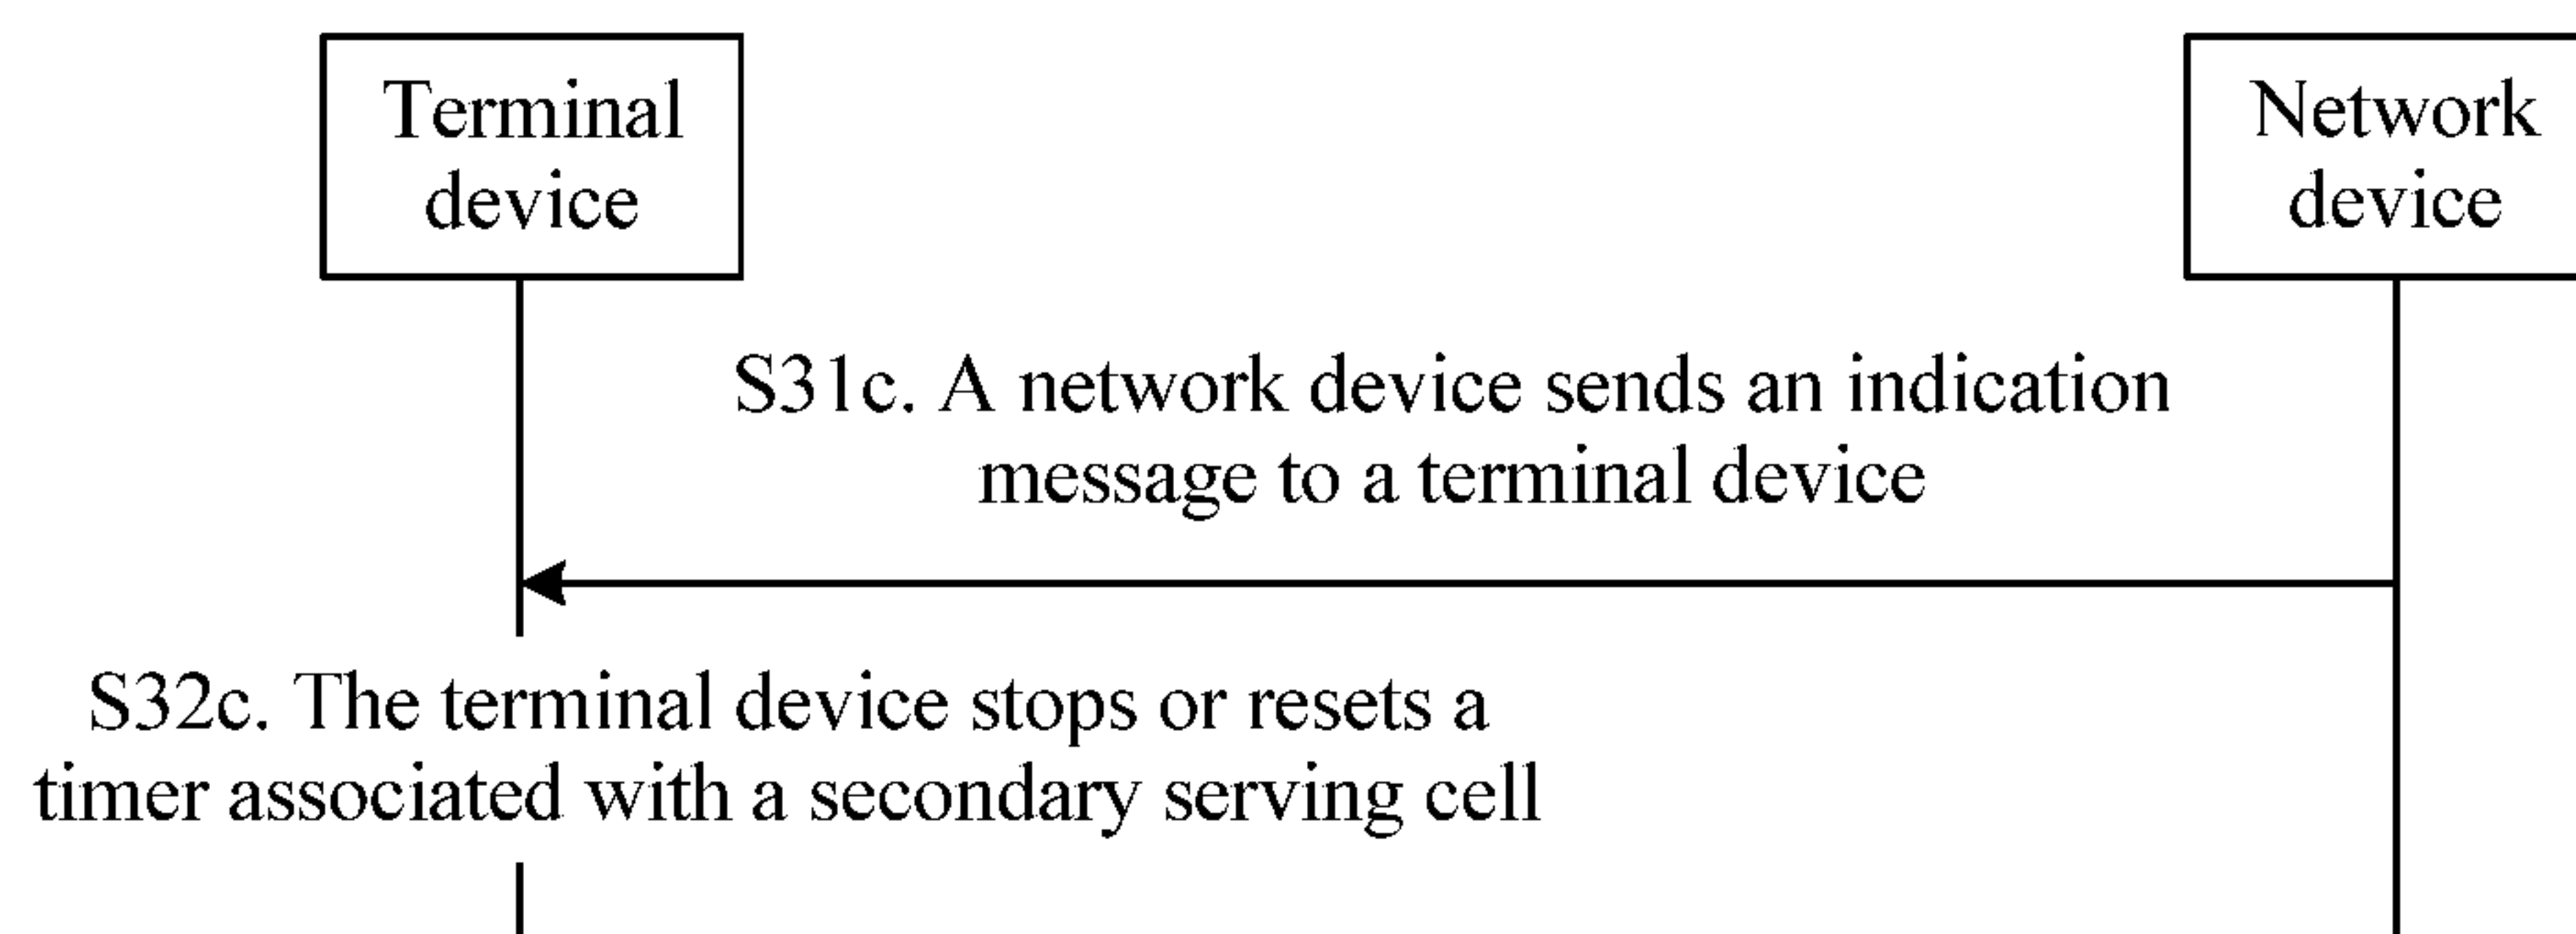 Terminal
device
Network
device
S31c. A network device sends an indication
message to a terminal device
S32c. The terminal device stops or resets a
timer associated with a secondary serving cell